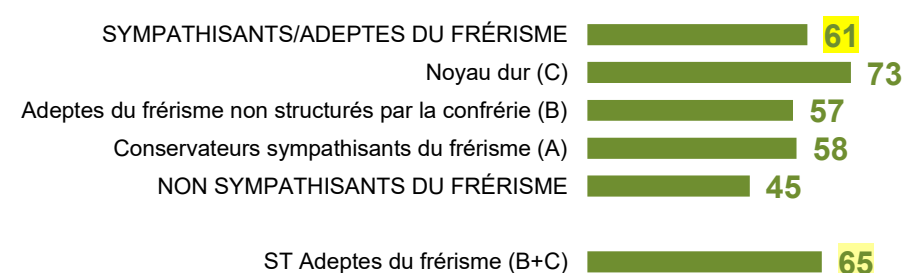 SYMPATHISANTS/ADEPTES DU FRÉRISME 61
Noyau dur (C) 73
Adeptes du frérisme non structurés par la confrérie (B) 57
Conservateurs sympathisants du frérisme (A) 58
NON SYMPATHISANTS DU FRÉRISME 45
ST Adeptes du frérisme (B+C) 65